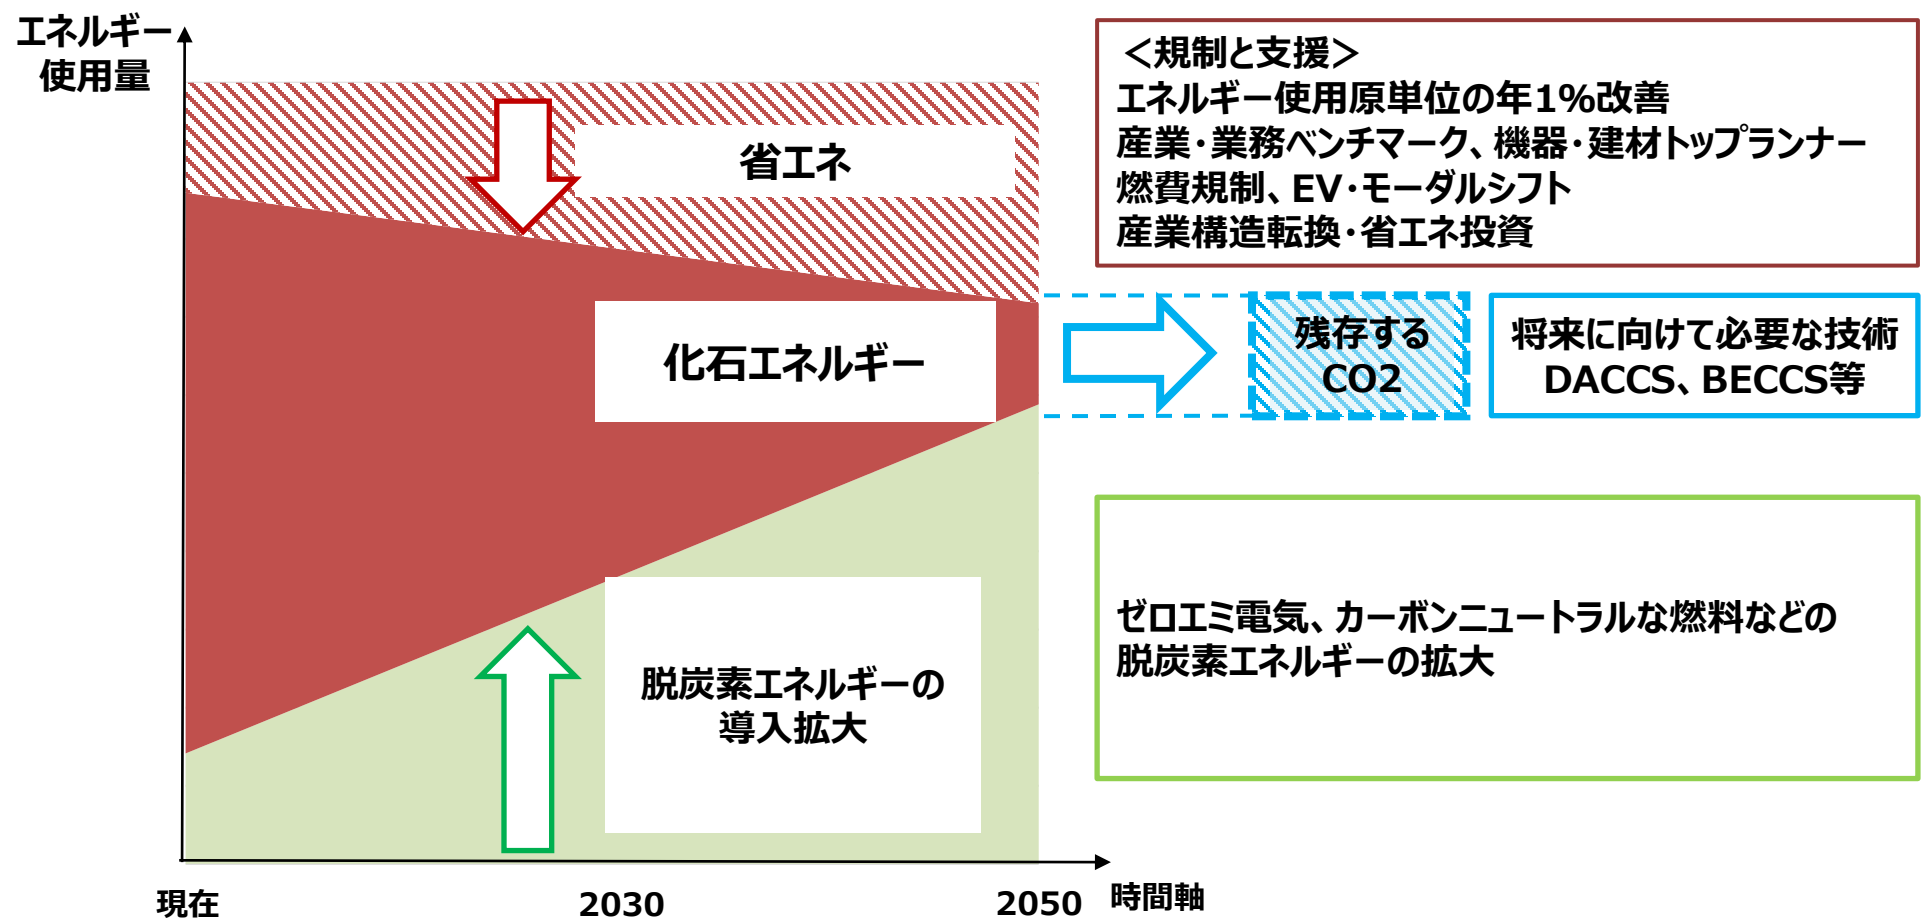 エネルギー
使用量
省エネ
化石エネルギー
脱炭素エネルギーの
導入拡大
現在
2030
2050
時間軸
＜規制と支援＞
エネルギー使用原単位の年1%改善
産業・業務ベンチマーク、機器・建材トップランナー
燃費規制、EV・モーダルシフト
産業構造転換・省エネ投資
残存する
CO2
将来に向けて必要な技術
DACCS、BECCS等
ゼロエミ電気、カーボンニュートラルな燃料などの
脱炭素エネルギーの拡大